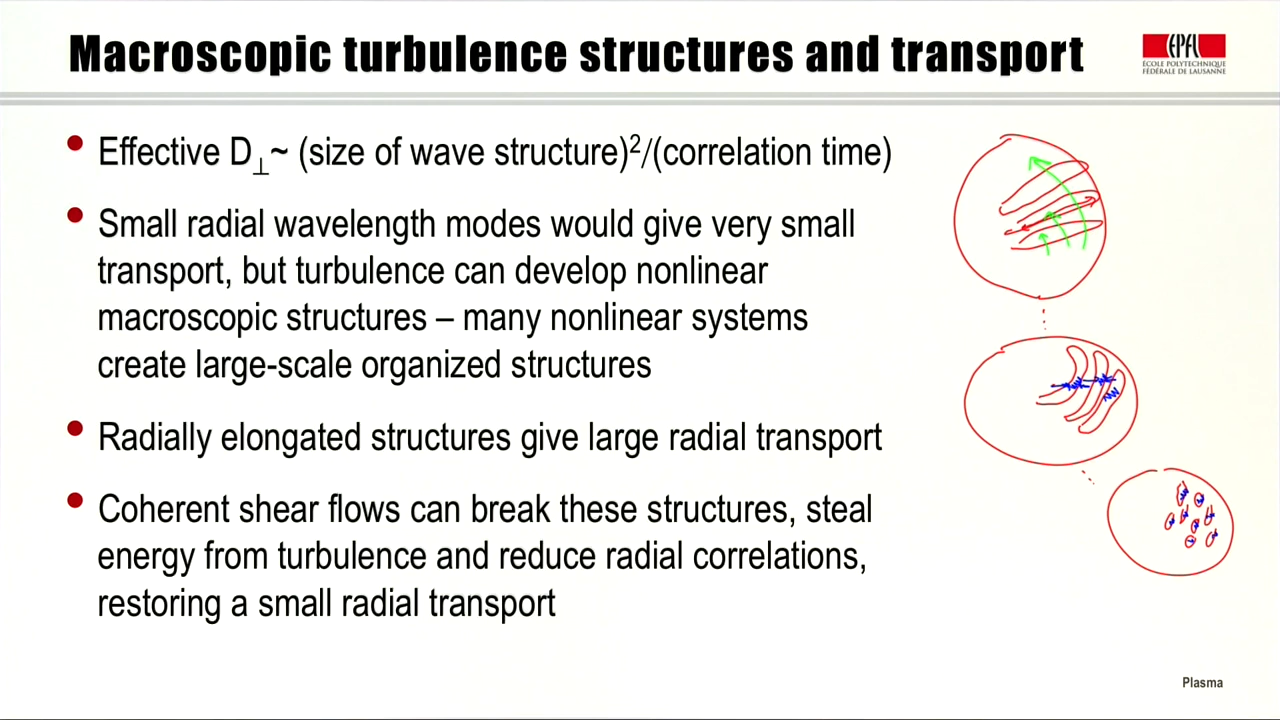 Macroscopic turbulence structures and transport
EPFL
ÉCOLE POLYTECHNIQUE
FÉDÉRALE DE LAUSANNE
• Effective D⊥~ (size of wave structure)²/(correlation time)
• Small radial wavelength modes would give very small
transport, but turbulence can develop nonlinear
macroscopic structures – many nonlinear systems
create large-scale organized structures
• Radially elongated structures give large radial transport
• Coherent shear flows can break these structures, steal
energy from turbulence and reduce radial correlations,
restoring a small radial transport
Plasma